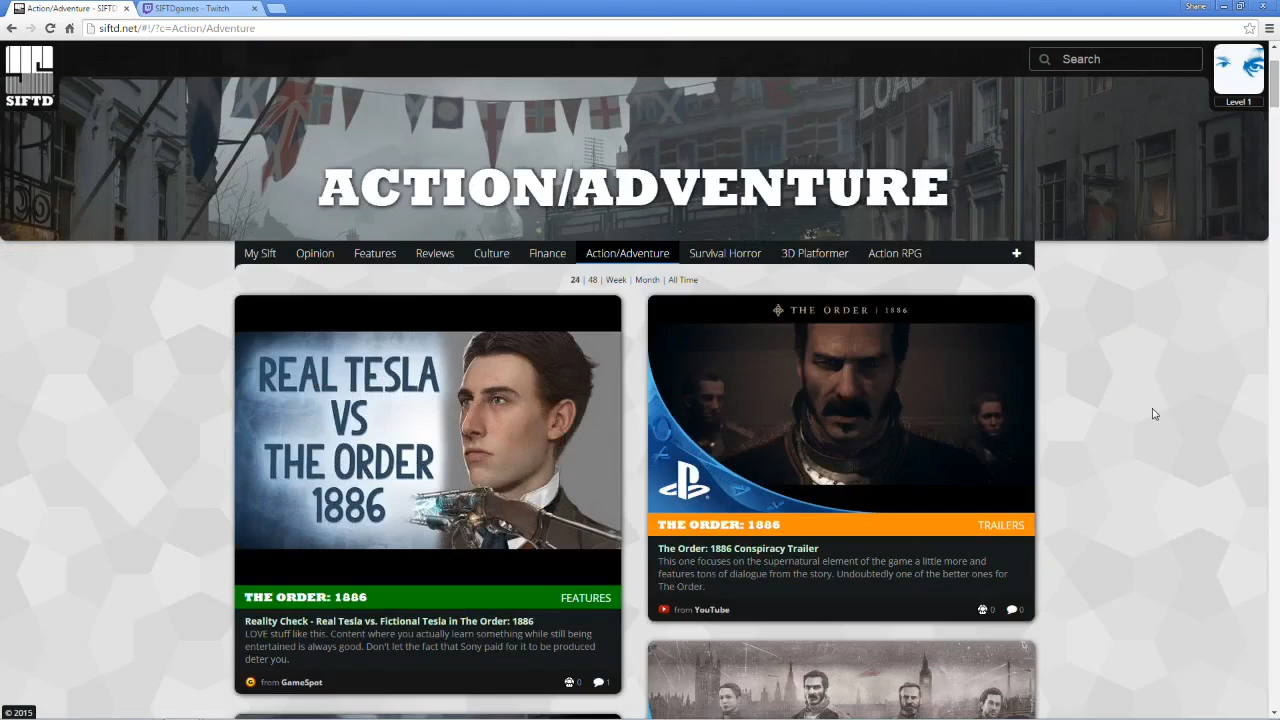 Action/Adventure - SIFTD
SIFTDgames - Twitch
Shane
siftd.net/#!/?c=Action/Adventure
SIFTD
Search
Level 1
LOAD
ACTION/ADVENTURE
My Sift Opinion Features Reviews Culture Finance Action/Adventure Survival Horror 3D Platformer Action RPG +
24 | 48 | Week | Month | All Time
REAL TESLA
VS
THE ORDER
1886
THE ORDER: 1886 FEATURES
Reality Check - Real Tesla vs. Fictional Tesla in The Order: 1886
LOVE stuff like this. Content where you actually learn something while still being
entertained is always good. Don't let the fact that Sony paid for it to be produced
deter you.
from GameSpot 0 1
THE ORDER | 1886
THE ORDER: 1886 TRAILERS
The Order: 1886 Conspiracy Trailer
This one focuses on the supernatural element of the game a little more and
features tons of dialogue from the story. Undoubtedly one of the better ones for
The Order.
from YouTube 0 0
© 2015